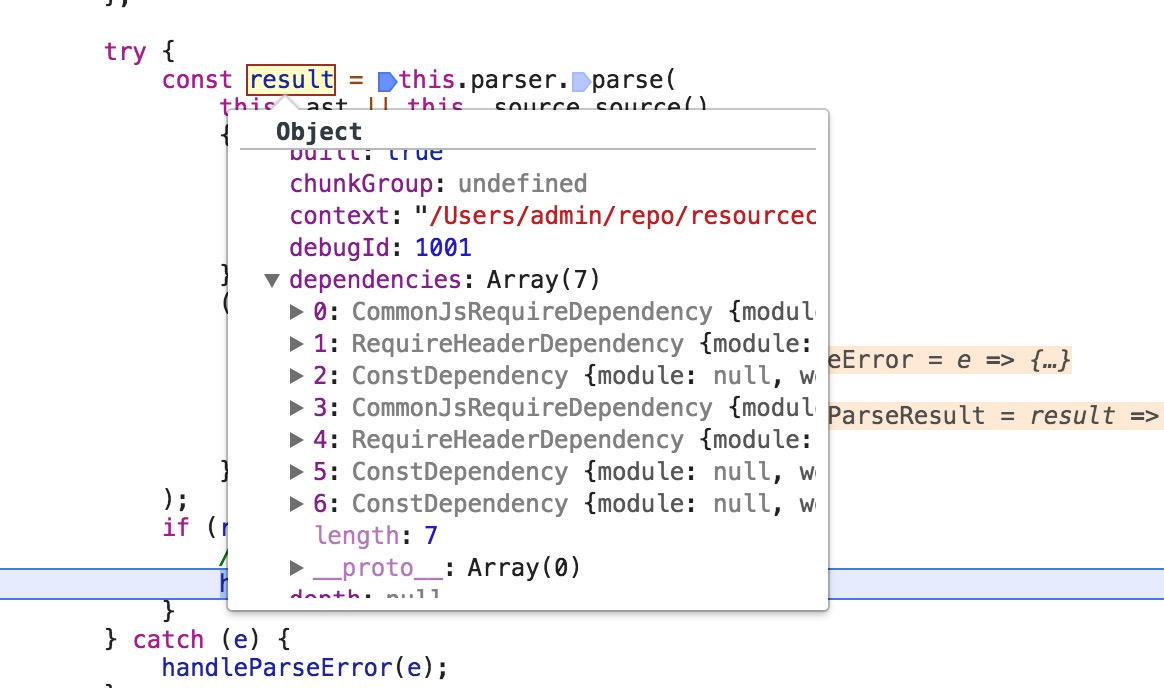 };
try {
const result = this.parser.parse(
this._ast || this._source.source()
{
Object
built: true
chunkGroup: undefined
context: "/Users/admin/repo/resourcec
debugId: 1001
}
dependencies: Array(7)
(
0: CommonJsRequireDependency {modul
1: RequireHeaderDependency {module:
2: ConstDependency {module: null, w
eError = e => {…}
3: CommonJsRequireDependency {modul
ParseResult = result =>
4: RequireHeaderDependency {module:
5: ConstDependency {module: null, w
}
6: ConstDependency {module: null, w
);
if (r
length: 7
/
__proto__: Array(0)
h
depth: null
}
} catch (e) {
handleParseError(e);
}